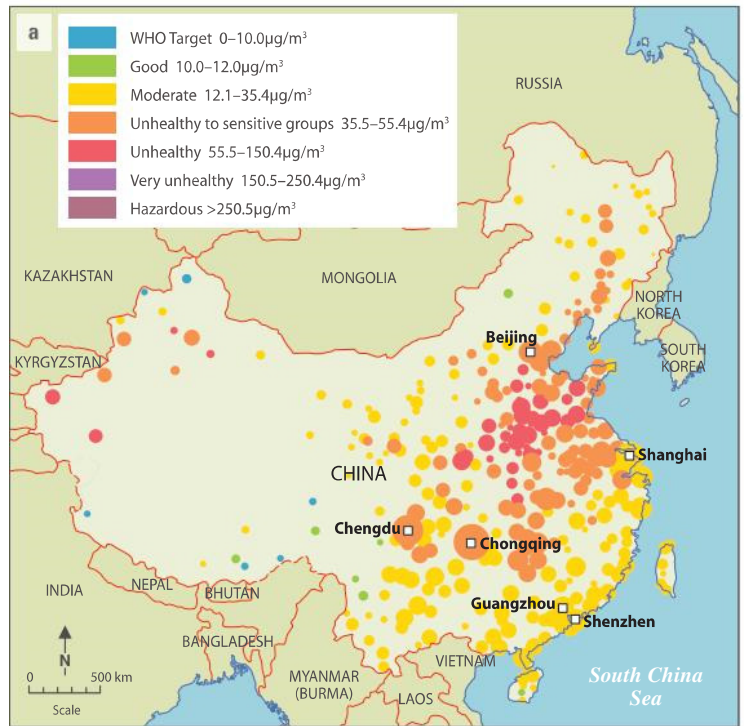 a
WHO Target 0–10.0µg/m³
Good 10.0–12.0µg/m³
Moderate 12.1–35.4µg/m³
Unhealthy to sensitive groups 35.5–55.4µg/m³
Unhealthy 55.5–150.4µg/m³
Very unhealthy 150.5–250.4µg/m³
Hazardous >250.5µg/m³
RUSSIA
KAZAKHSTAN
MONGOLIA
NORTH
KOREA
Beijing
SOUTH
KOREA
KYRGYZSTAN
Shanghai
CHINA
Chengdu
Chongqing
INDIA
NEPAL
BHUTAN
Guangzhou
Shenzhen
BANGLADESH
N
VIETNAM
0 500 km
Scale
MYANMAR
(BURMA)
LAOS
South China
Sea